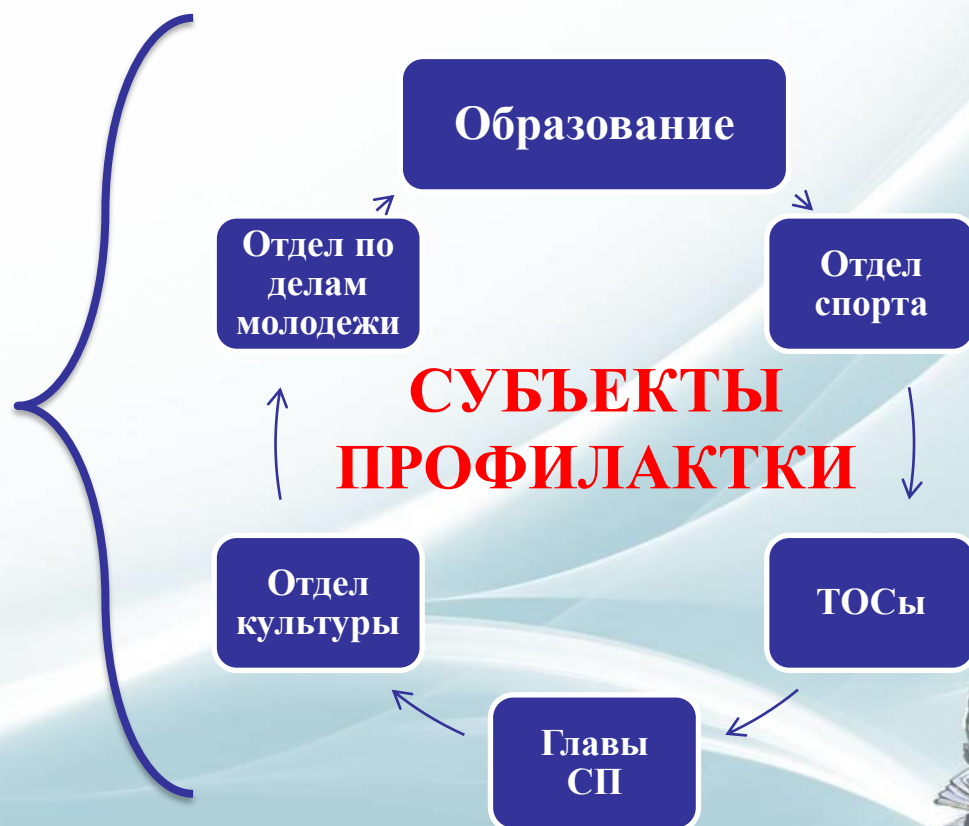 Образование
Отдел по
делам
молодежи
Отдел
спорта
СУБЪЕКТЫ
ПРОФИЛАКТКИ
Отдел
культуры
ТОСы
Главы
СП